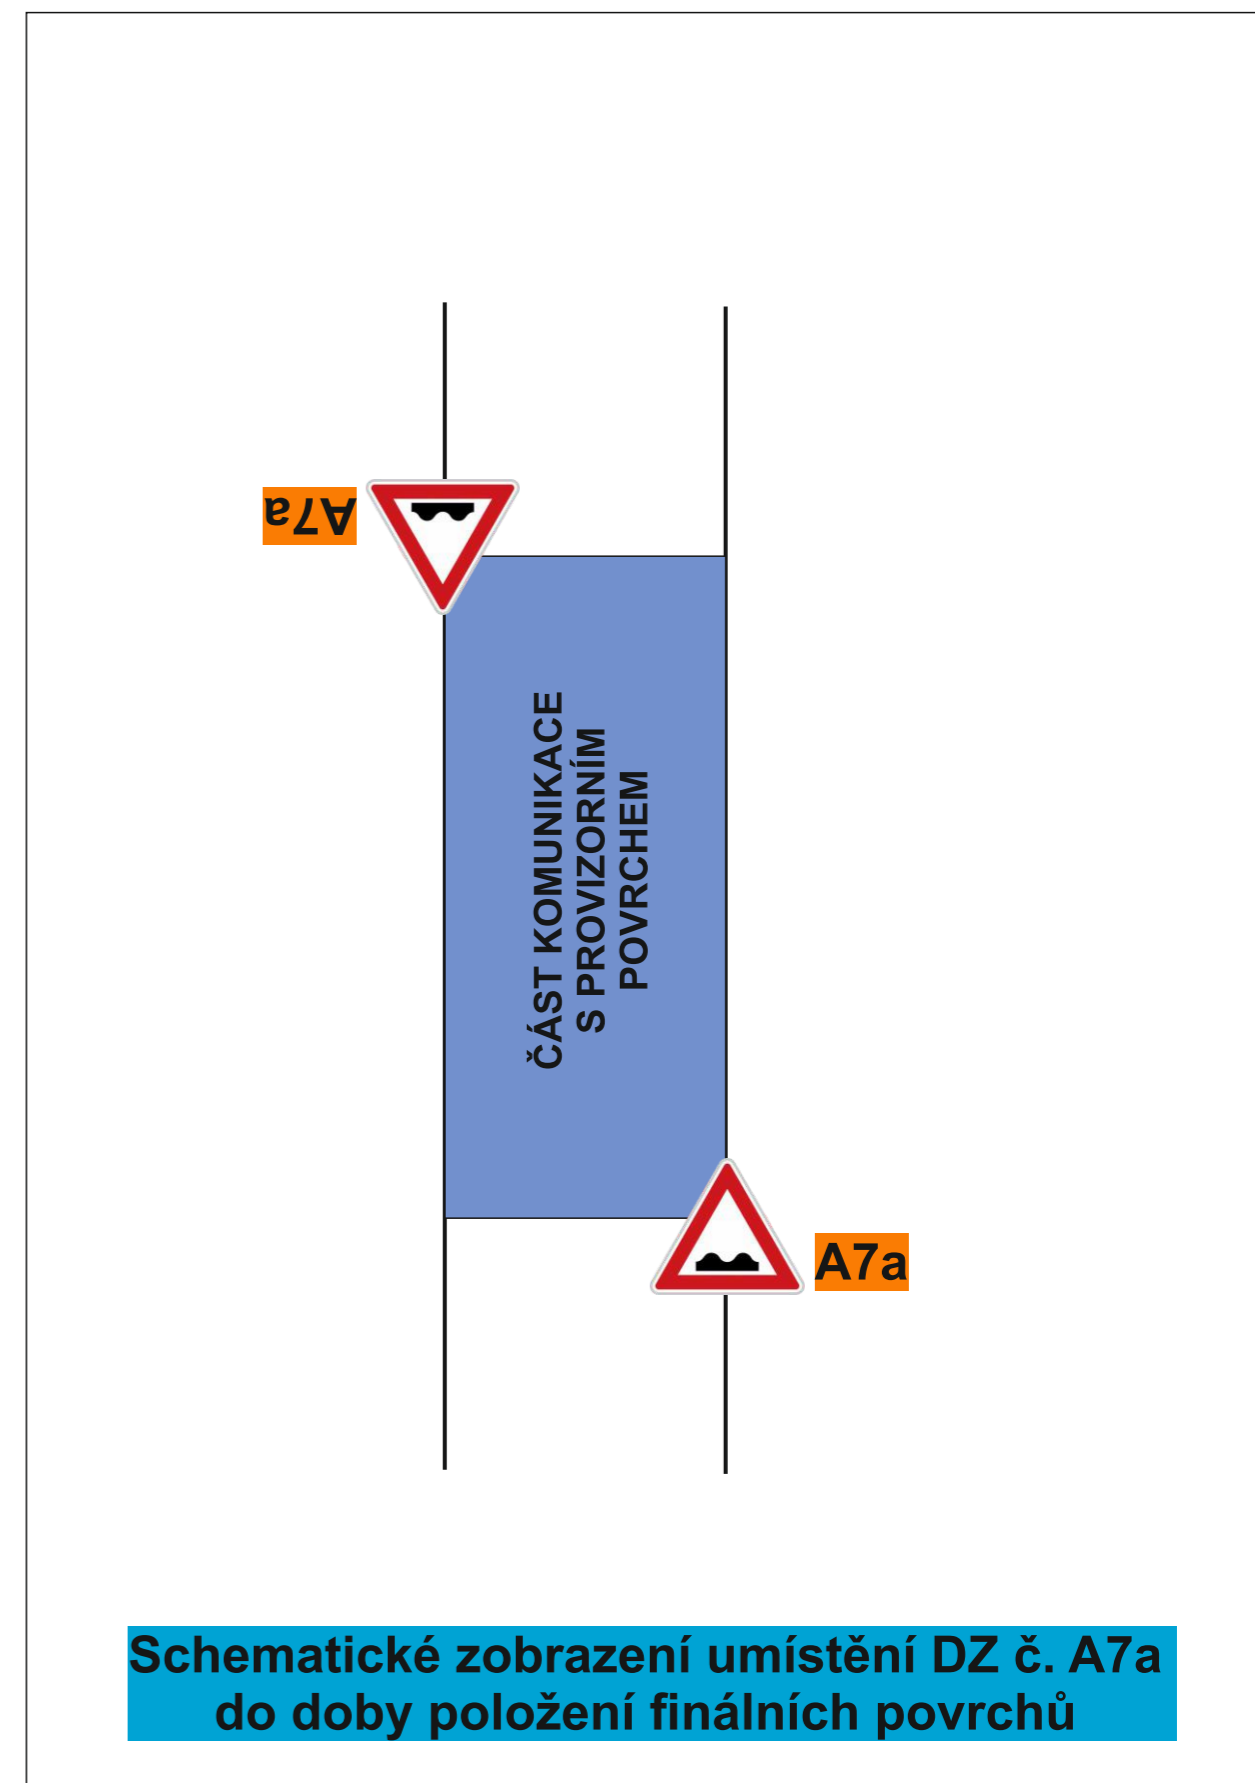 A7a
ČÁST KOMUNIKACE
S PROVIZORNÍM
POVRCHEM
A7a
Schematické zobrazení umístění DZ č. A7a
do doby položení finálních povrchů